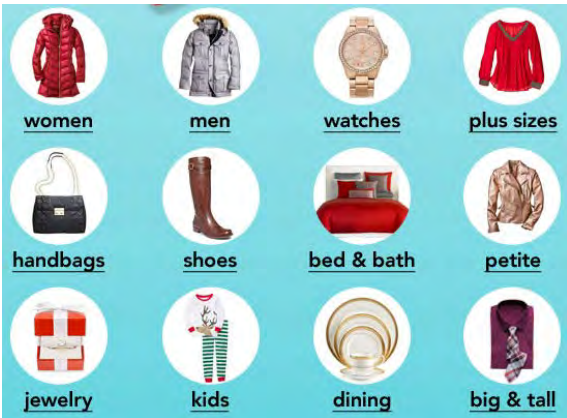 women
men
watches
plus sizes
handbags
shoes
bed & bath
petite
jewelry
kids
dining
big & tall